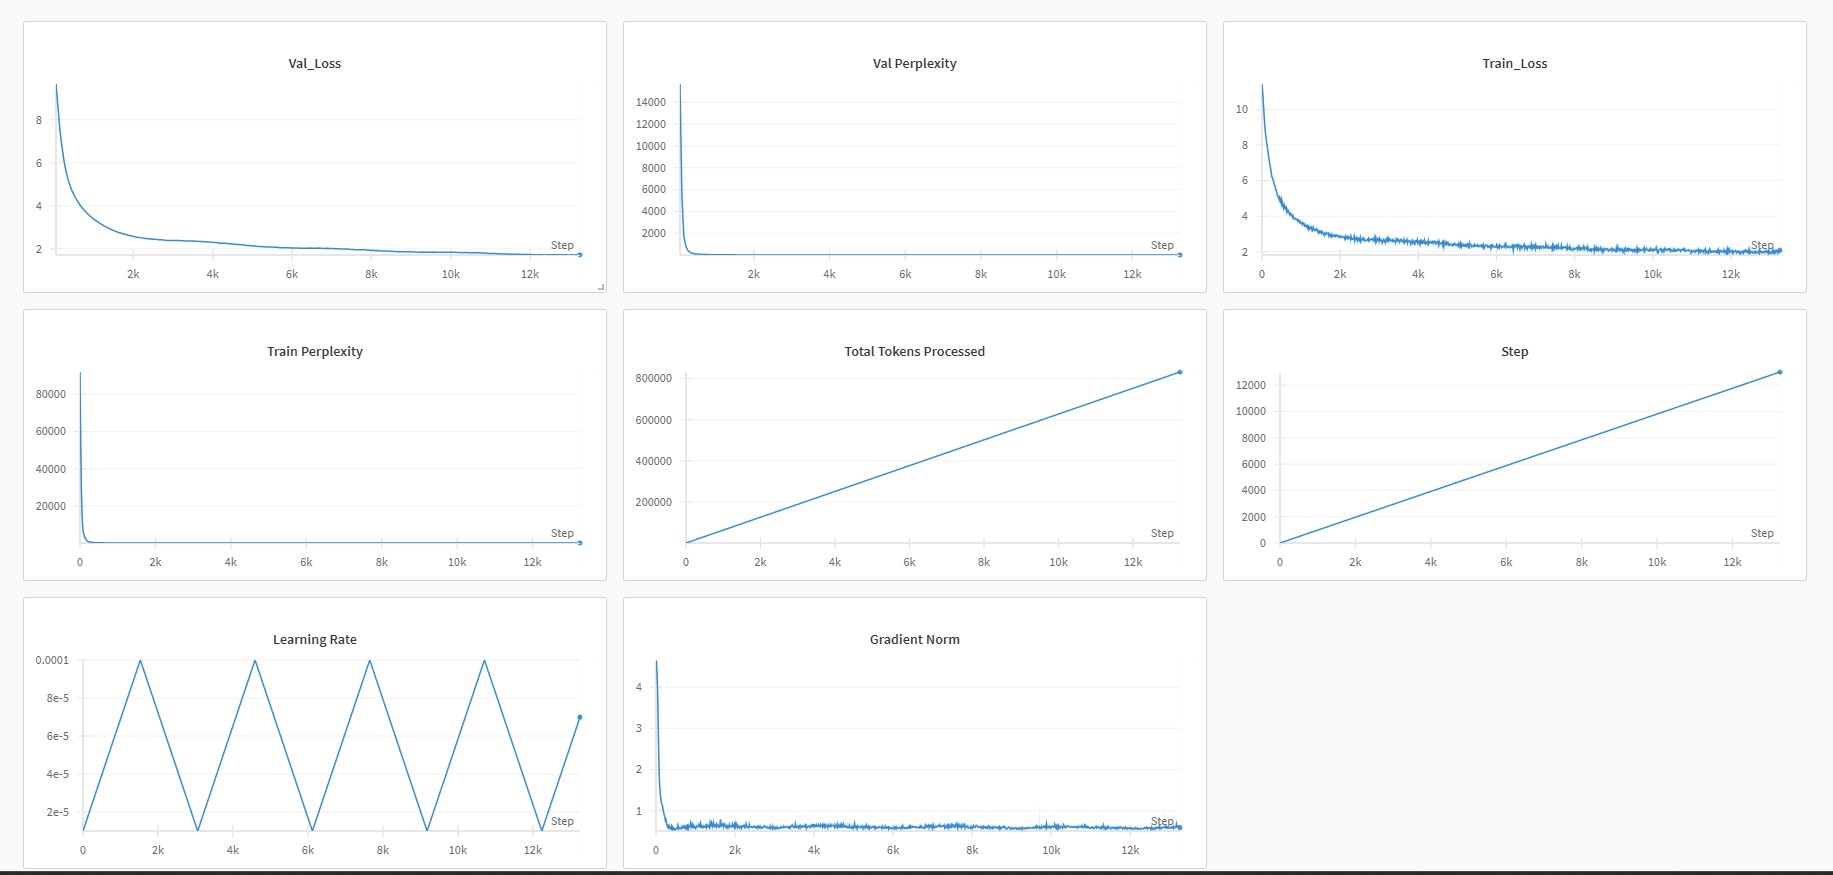 Val_Loss
8
6
4
2
Step
2k 4k 6k 8k 10k 12k
Val Perplexity
14000
12000
10000
8000
6000
4000
2000
Step
2k 4k 6k 8k 10k 12k
Train_Loss
10
8
6
4
2
Step
0 2k 4k 6k 8k 10k 12k
Train Perplexity
80000
60000
40000
20000
Step
0 2k 4k 6k 8k 10k 12k
Total Tokens Processed
800000
600000
400000
200000
Step
0 2k 4k 6k 8k 10k 12k
Step
12000
10000
8000
6000
4000
2000
0
Step
0 2k 4k 6k 8k 10k 12k
Learning Rate
0.0001
8e-5
6e-5
4e-5
2e-5
Step
0 2k 4k 6k 8k 10k 12k
Gradient Norm
4
3
2
1
Step
0 2k 4k 6k 8k 10k 12k